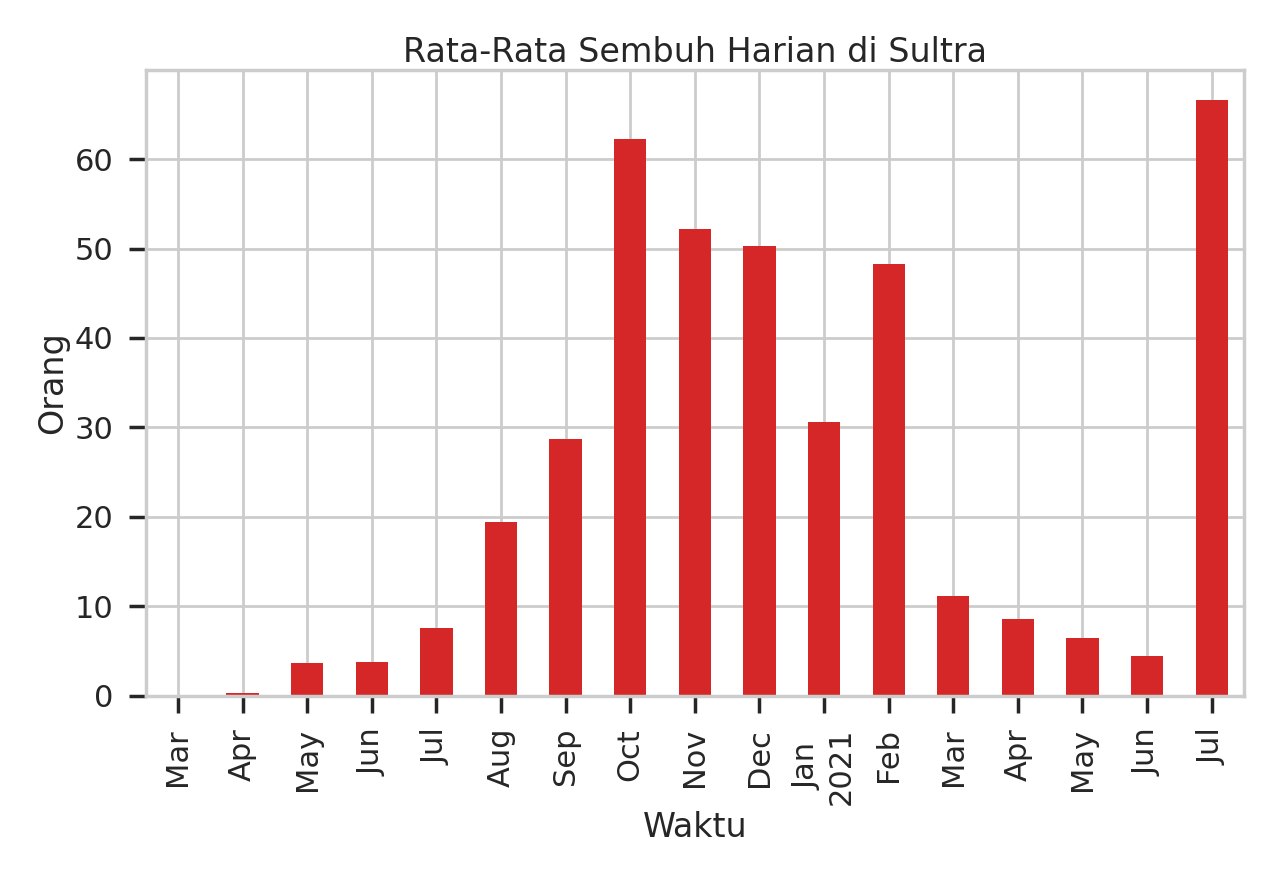 Rata-Rata Sembuh Harian di Sultra
Orang
60
50
40
30
20
10
0
Mar
Apr
May
Jun
Jul
Aug
Sep
Oct
Nov
Dec
Jan
2021
Feb
Mar
Apr
May
Jun
Jul
Waktu